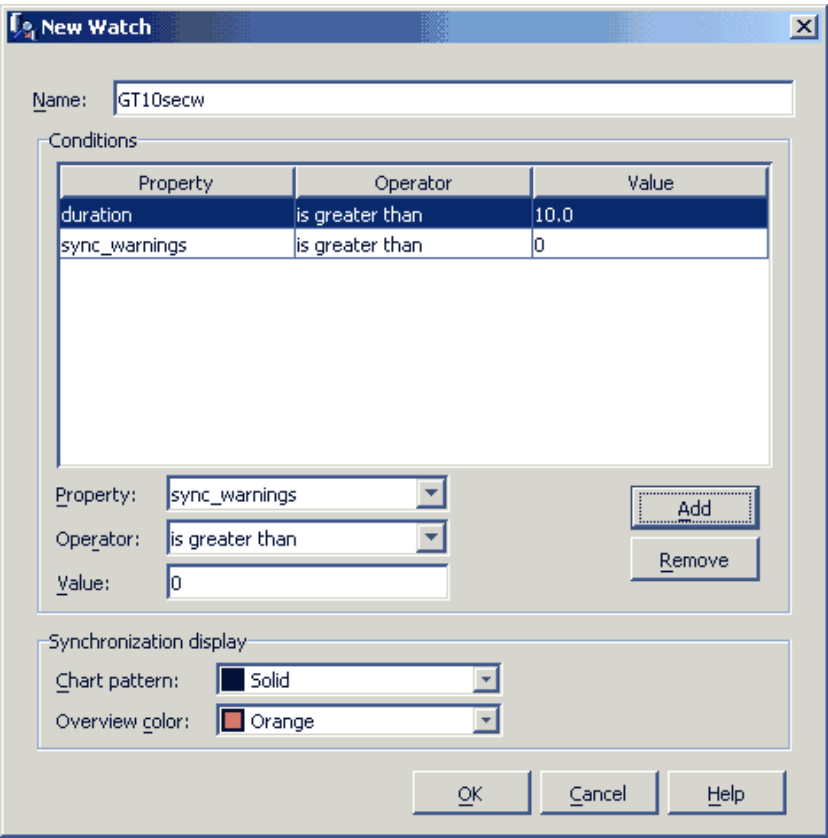 New Watch
Name: GT10secw
Conditions
Property Operator Value
duration is greater than 10.0
sync_warnings is greater than 0
Property: sync_warnings
Add
Operator: is greater than
Remove
Value: 0
Synchronization display
Chart pattern: Solid
Overview color: Orange
OK Cancel Help